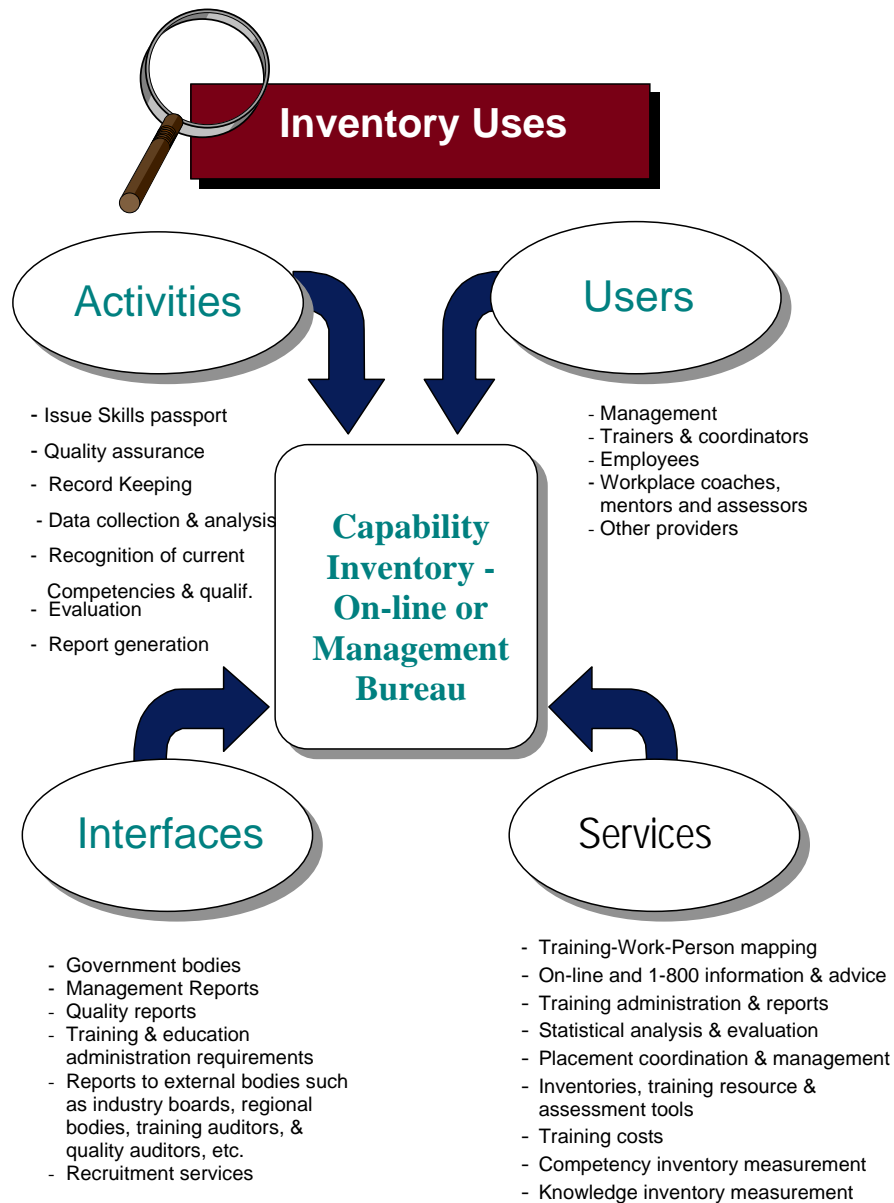 Inventory Uses
Activities
- Issue Skills passport
- Quality assurance
- Record Keeping
- Data collection & analysis
- Recognition of current
Competencies & qualif.
- Evaluation
- Report generation
Users
- Management
- Trainers & coordinators
- Employees
- Workplace coaches,
mentors and assessors
- Other providers
Capability
Inventory -
On-line or
Management
Bureau
Interfaces
- Government bodies
- Management Reports
- Quality reports
- Training & education
administration requirements
- Reports to external bodies such
as industry boards, regional
bodies, training auditors, &
quality auditors, etc.
- Recruitment services
Services
- Training-Work-Person mapping
- On-line and 1-800 information & advice
- Training administration & reports
- Statistical analysis & evaluation
- Placement coordination & management
- Inventories, training resource &
assessment tools
- Training costs
- Competency inventory measurement
- Knowledge inventory measurement